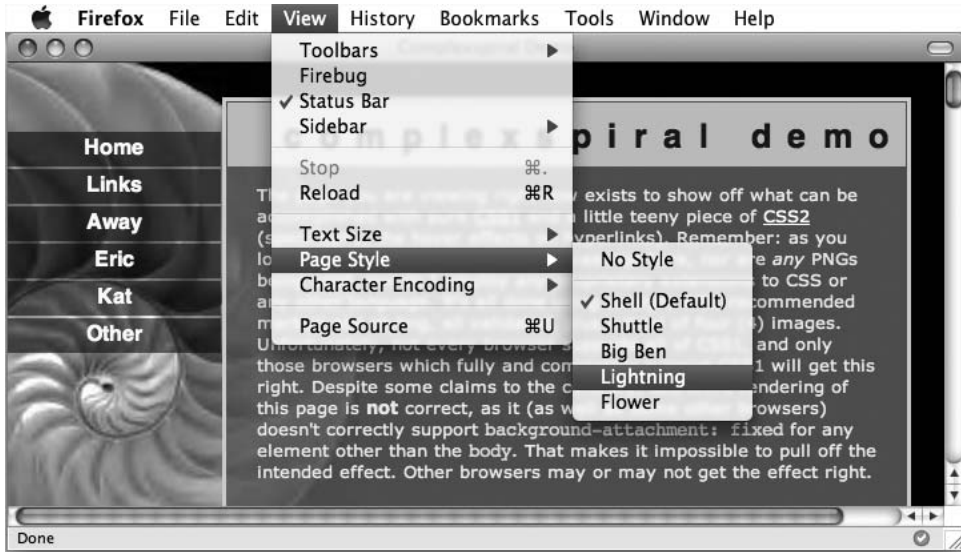 Firefox File Edit View History Bookmarks Tools Window Help
Toolbars
Firebug
✓ Status Bar
Sidebar
Stop ⌘.
Reload ⌘R
Text Size
Page Style
Character Encoding
Page Source ⌘U
No Style
✓ Shell (Default)
Shuttle
Big Ben
Lightning
Flower
Home
Links
Away
Eric
Kat
Other
complexspiral demo
exists to show off what can be
little teeny piece of CSS2
hyperlinks). Remember: as you
are any PNGs
to CSS or
images.
and only
those browsers which fully and 1 will get this
right. Despite some claims to the rendering of
this page is not correct, as it (as browsers)
doesn't correctly support background-attachment: fixed for any
element other than the body. That makes it impossible to pull off the
intended effect. Other browsers may or may not get the effect right.
Done